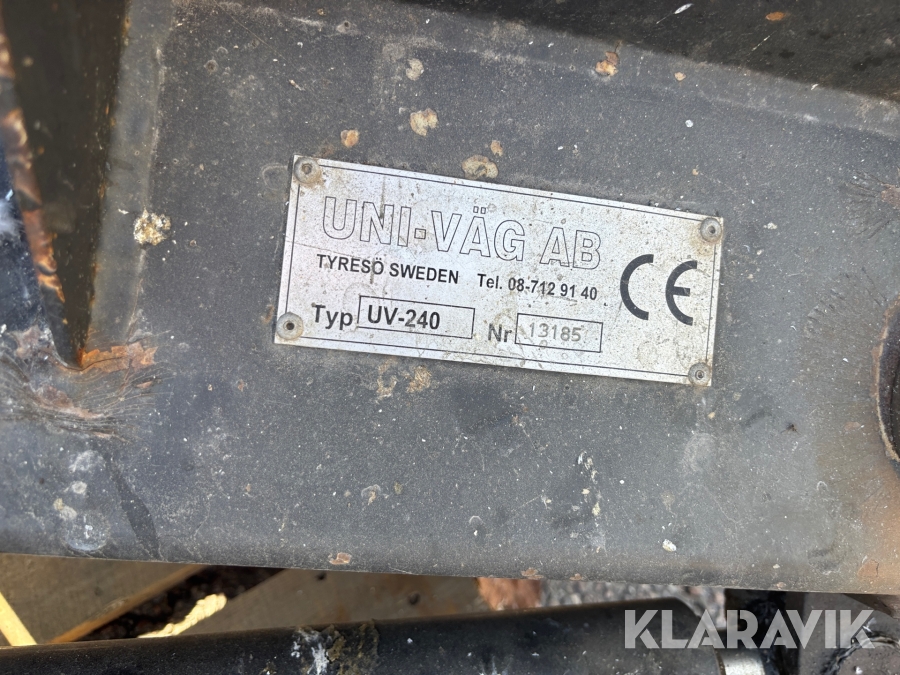 UNI-VÄG AB
TYRESÖ SWEDEN Tel. 08-712 91 40
CE
Typ UV-240 Nr 13185
KLARAVIK